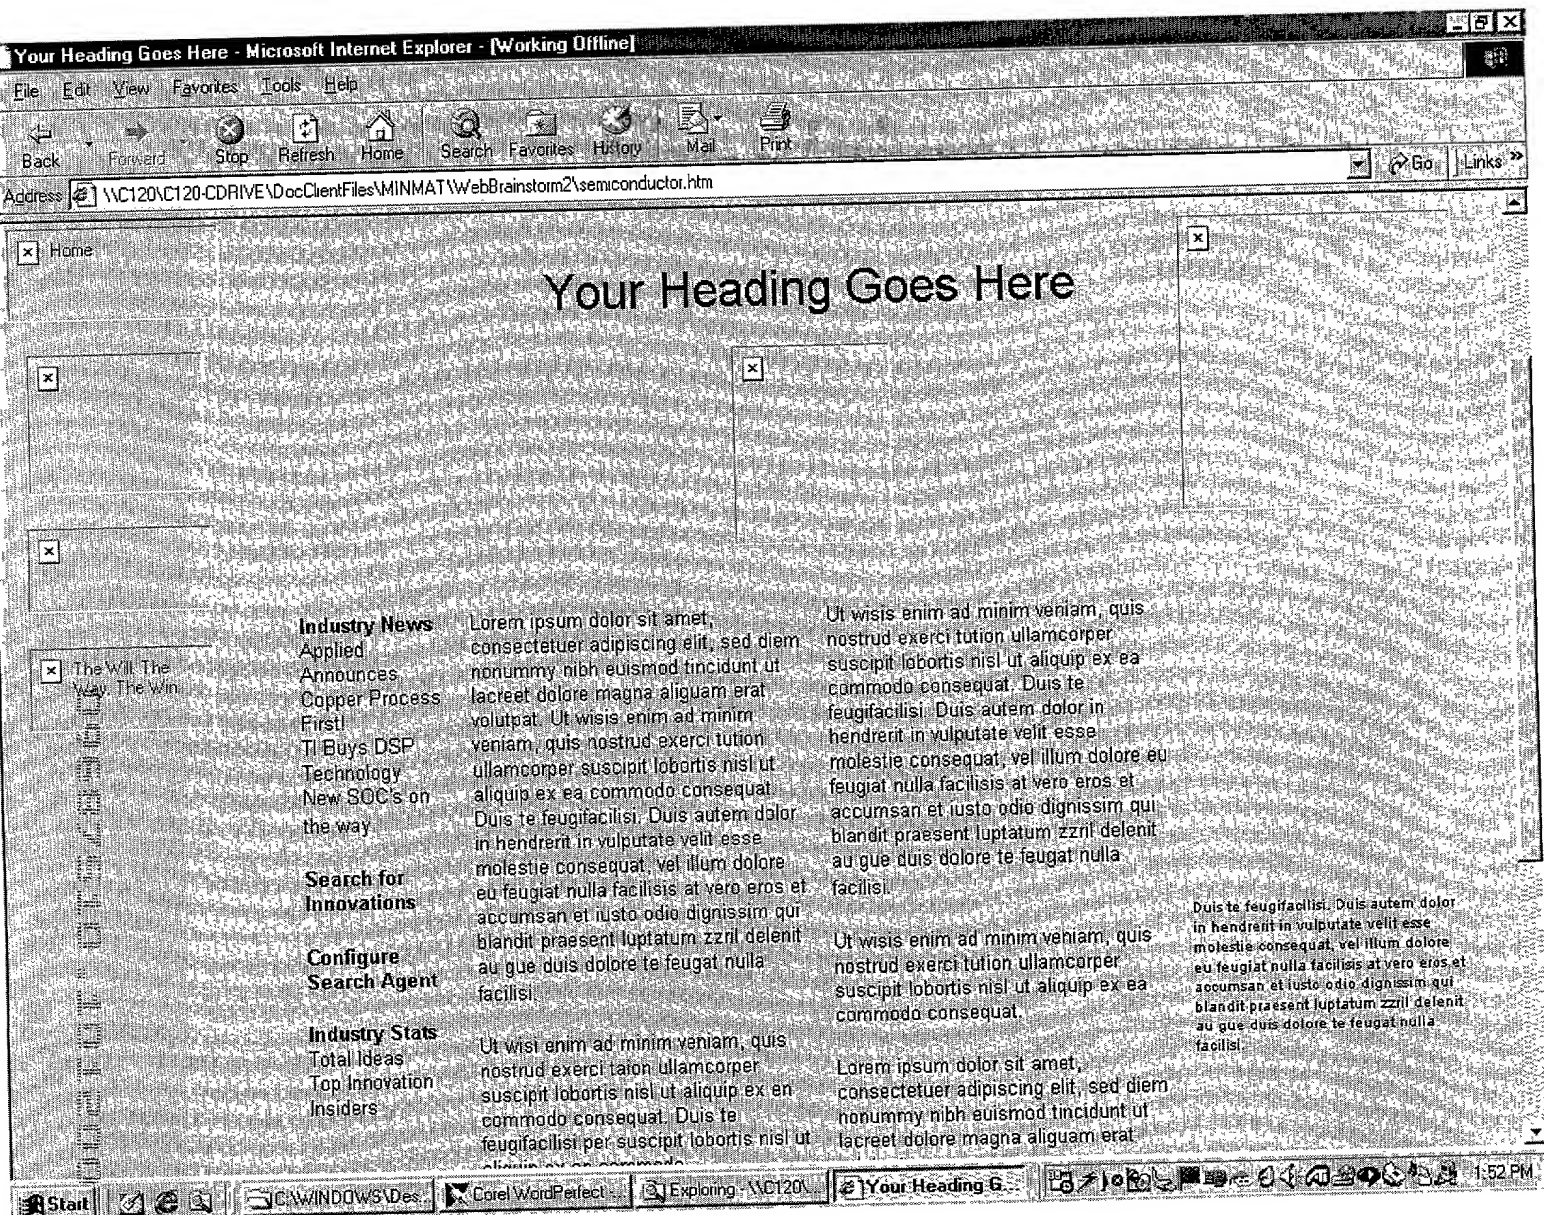 Your Heading Goes Here - Microsoft Internet Explorer - [Working Offline]
File Edit View Favorites Tools Help
Back Forward Stop Refresh Home Search Favorites History Mail Print
Address \\C120\C120-CDRIVE\DocClientFiles\MINMAT\WebBrainstorm2\semiconductor.htm Go Links »
Home
Your Heading Goes Here
The Will. The
Way. The Win
Industry News
Applied
Announces
Copper Process
First!
TI Buys DSP
Technology
New SOC's on
the way
Search for
Innovations
Configure
Search Agent
Industry Stats
Total Ideas
Top Innovation
Insiders
Lorem ipsum dolor sit amet,
consectetuer adipiscing elit, sed diem
nonummy nibh euismod tincidunt ut
lacreet dolore magna aliguam erat
volutpat. Ut wisis enim ad minim
veniam, quis nostrud exerci tution
ullamcorper suscipit lobortis nisl ut
aliquip ex ea commodo consequat.
Duis te feugifacilisi. Duis autem dolor
in hendrerit in vulputate velit esse
molestie consequat, vel illum dolore
eu feugiat nulla facilisis at vero eros et
accumsan et iusto odio dignissim qui
blandit praesent luptatum zzril delenit
au gue duis dolore te feugat nulla
facilisi.
Ut wisi enim ad minim veniam, quis
nostrud exerci taion ullamcorper
suscipit lobortis nisl ut aliquip ex en
commodo consequat. Duis te
feugifacilisi per suscipit lobortis nisl ut
aliquip ex en commodo
Ut wisis enim ad minim veniam, quis
nostrud exerci tution ullamcorper
suscipit lobortis nisl ut aliquip ex ea
commodo consequat. Duis te
feugifacilisi. Duis autem dolor in
hendrerit in vulputate velit esse
molestie consequat, vel illum dolore eu
feugiat nulla facilisis at vero eros et
accumsan et iusto odio dignissim qui
blandit praesent luptatum zzril delenit
au gue duis dolore te feugat nulla
facilisi.
Ut wisis enim ad minim veniam, quis
nostrud exerci tution ullamcorper
suscipit lobortis nisl ut aliquip ex ea
commodo consequat.
Lorem ipsum dolor sit amet,
consectetuer adipiscing elit, sed diem
nonummy nibh euismod tincidunt ut
lacreet dolore magna aliguam erat
Duis te feugifacilisi. Duis autem dolor
in hendrerit in vulputate velit esse
molestie consequat, vel illum dolore
eu feugiat nulla facilisis at vero eros et
accumsan et iusto odio dignissim qui
blandit praesent luptatum zzril delenit
au gue duis dolore te feugat nulla
facilisi.
Start C:\WINDOWS\Des... Corel WordPerfect -... Exploring - \\C120\... Your Heading G... 1:52 PM